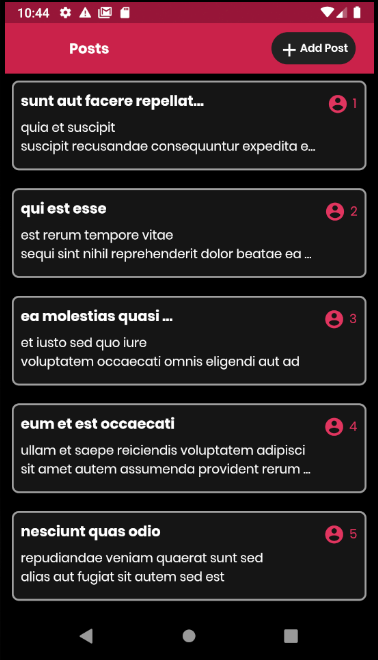 10:44
Posts
Add Post
sunt aut facere repellat...
1
quia et suscipit
suscipit recusandae consequuntur expedita e...
qui est esse
2
est rerum tempore vitae
sequi sint nihil reprehenderit dolor beatae ea ...
ea molestias quasi ...
3
et iusto sed quo iure
voluptatem occaecati omnis eligendi aut ad
eum et est occaecati
4
ullam et saepe reiciendis voluptatem adipisci
sit amet autem assumenda provident rerum ...
nesciunt quas odio
5
repudiandae veniam quaerat sunt sed
alias aut fugiat sit autem sed est